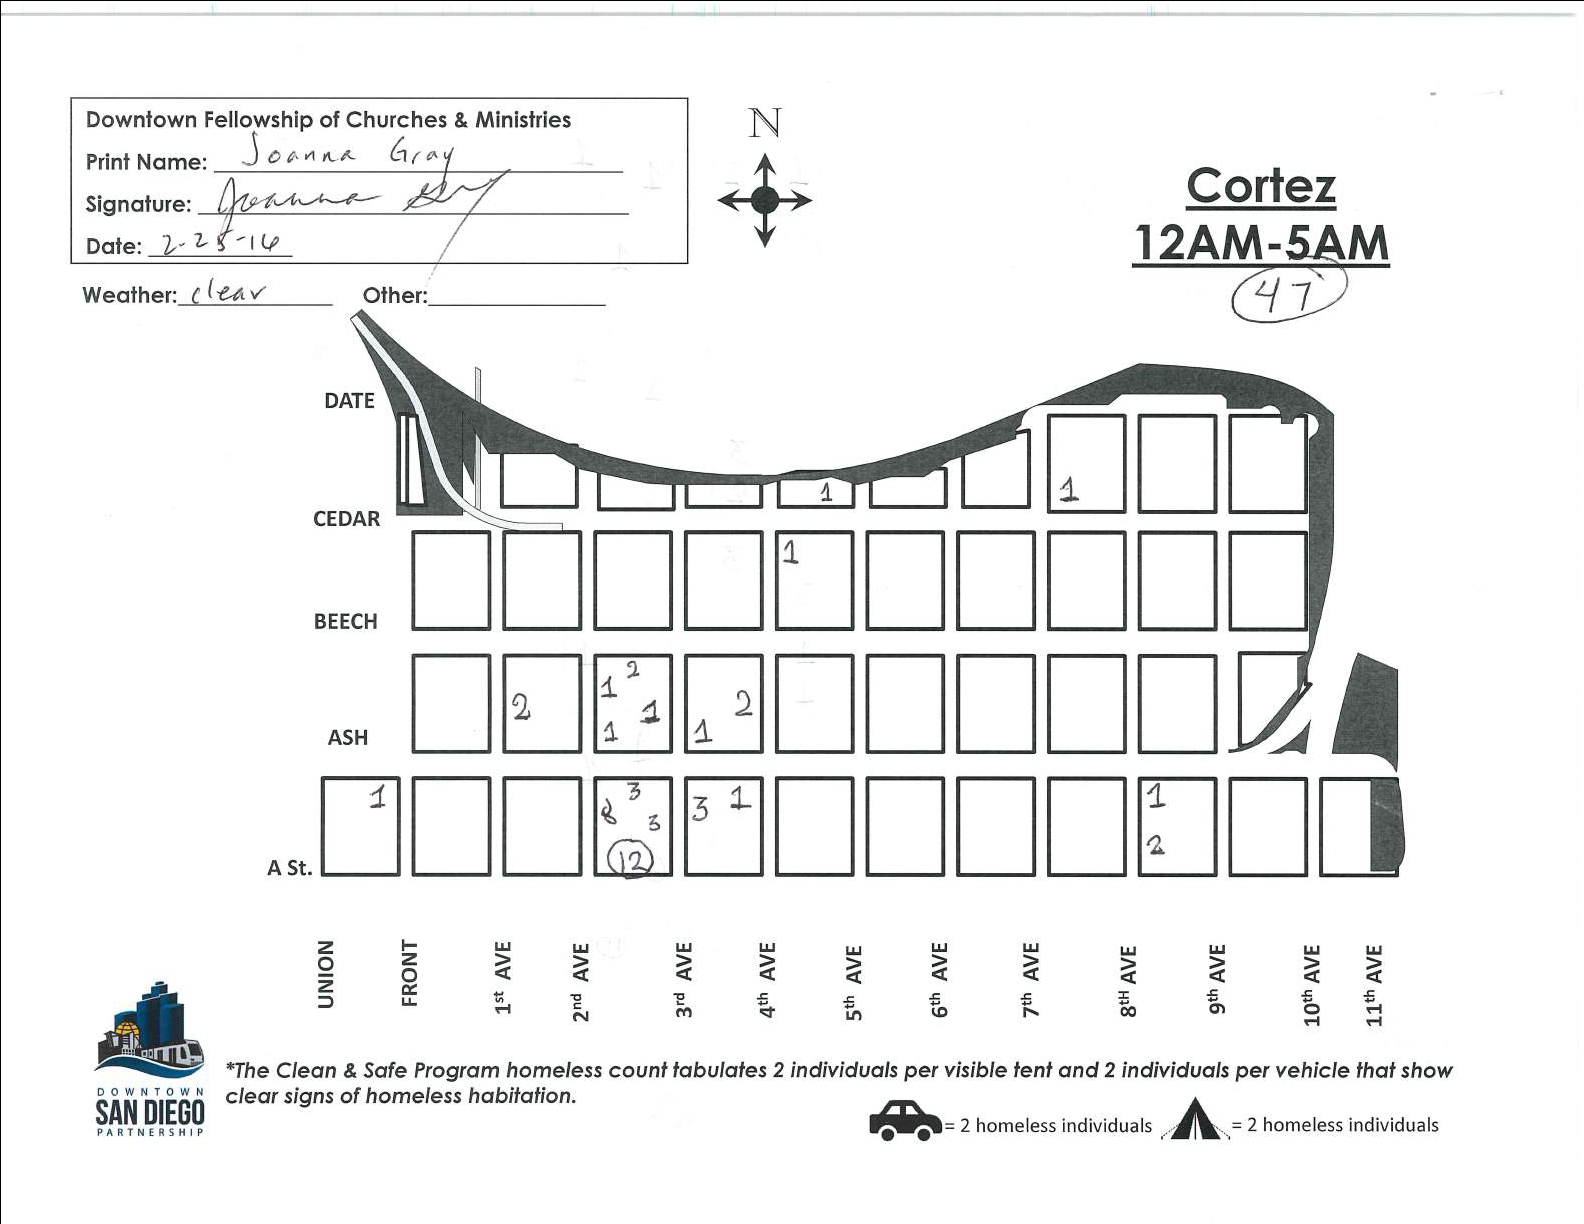 Downtown Fellowship of Churches & Ministries
Print Name: Joanna Gray
Signature: Joanna Gray
Date: 2-25-16
Weather: clear Other:
N
Cortez
12AM-5AM
47
DATE
1
1
CEDAR
1
BEECH
2
1 2
1 1
1 2
ASH
1
8 3 3
12
3 1
1
2
A St.
UNION
FRONT
1st AVE
2nd AVE
3rd AVE
4th AVE
5th AVE
6th AVE
7th AVE
8TH AVE
9th AVE
10th AVE
11th AVE
*The Clean & Safe Program homeless count tabulates 2 individuals per visible tent and 2 individuals per vehicle that show
clear signs of homeless habitation.
= 2 homeless individuals = 2 homeless individuals
DOWNTOWN
SAN DIEGO
PARTNERSHIP